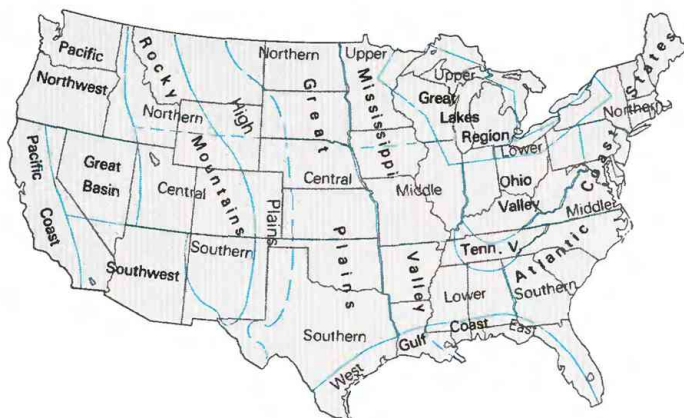 Pacific
Northwest
Rocky
Mountains
Northern
Central
Southern
High
Plains
Great
Plains
Northern
Central
Southern
Upper
Mississippi
Valley
Middle
Lower
Upper
Great
Lakes
Region
Lower
Ohio
Valley
Tenn. V.
Atlantic
Coast
States
Northern
Middle
Southern
Pacific
Coast
Great
Basin
Southwest
West
Gulf
Coast
East